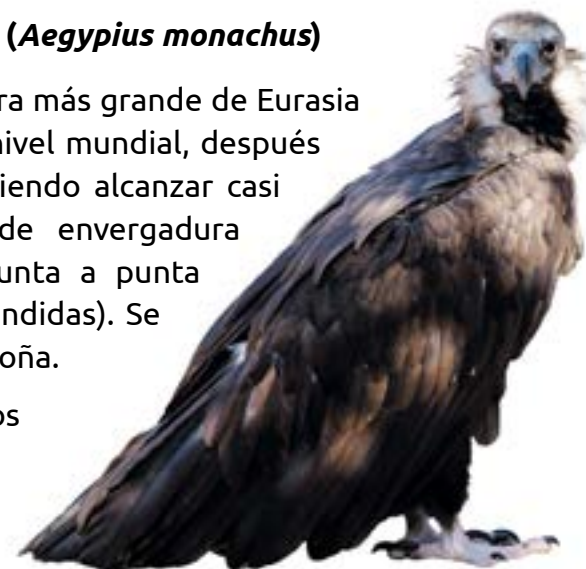 (Aegypius monachus)
ra más grande de Eurasia
nivel mundial, después
iendo alcanzar casi
de envergadura
unta a punta
ndidas). Se
oña.
os